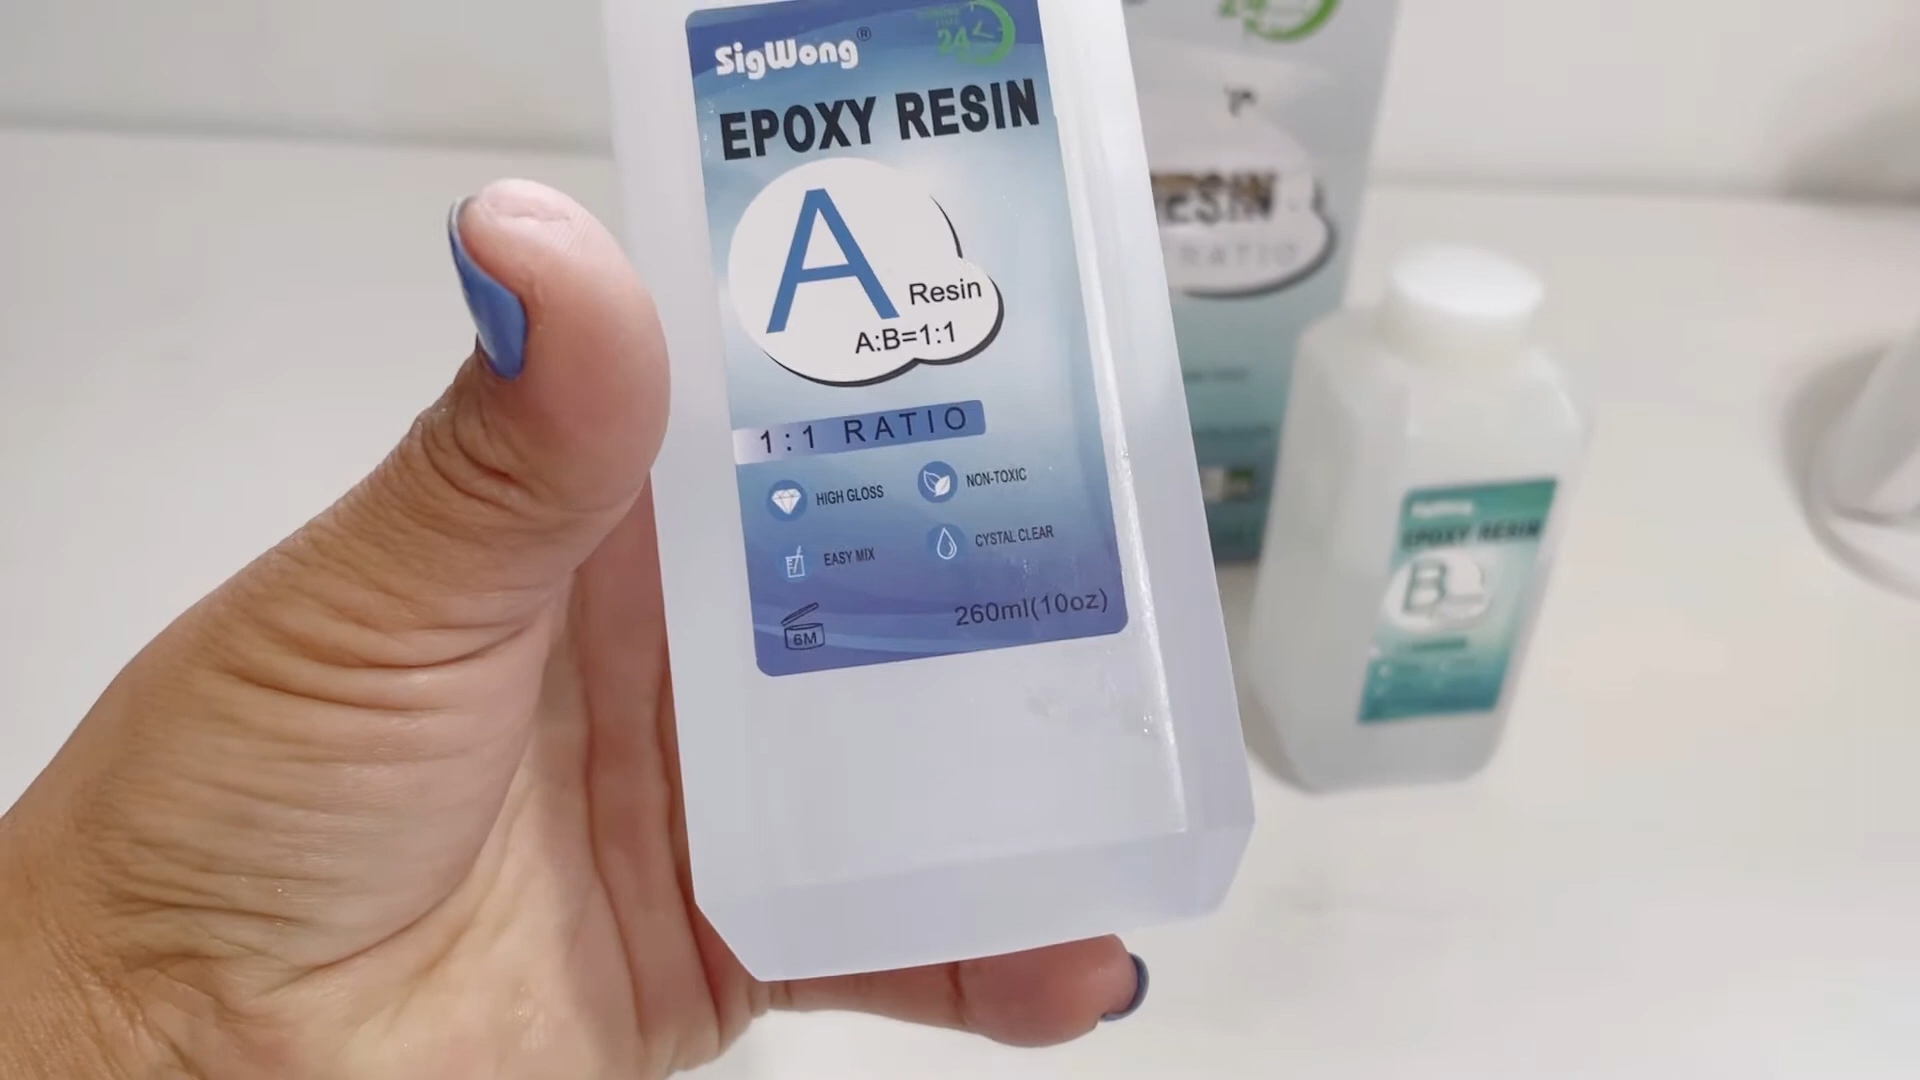 SigWong®
24
EPOXY RESIN
A
Resin
A:B=1:1
1:1 RATIO
HIGH GLOSS
NON-TOXIC
EASY MIX
CYSTAL CLEAR
6M
260ml(10oz)
24
RESIN
RATIO
SigWong
EPOXY RESIN
B